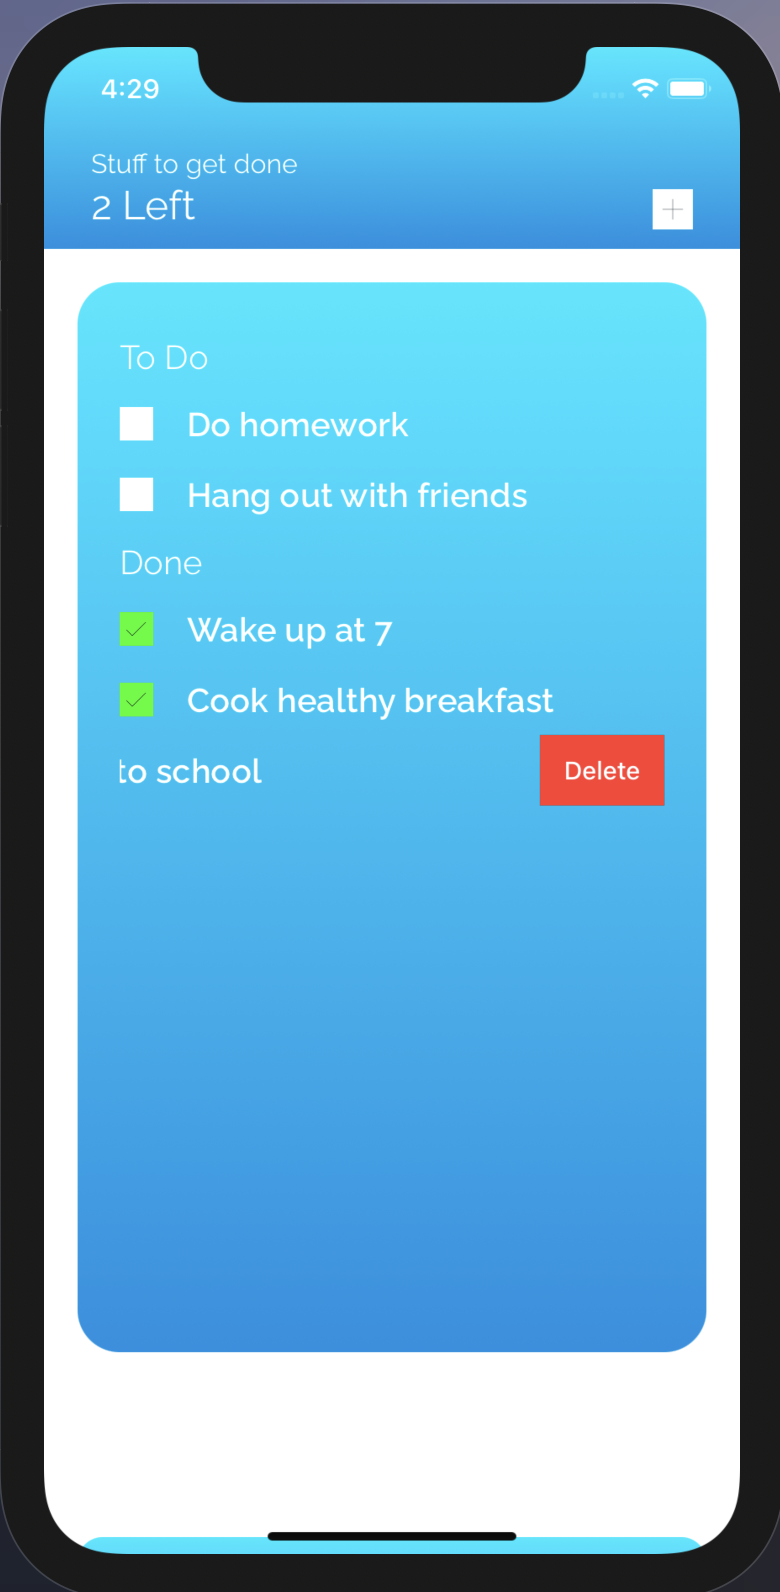 4:29
Stuff to get done
2 Left
To Do
Do homework
Hang out with friends
Done
Wake up at 7
Cook healthy breakfast
to school
Delete